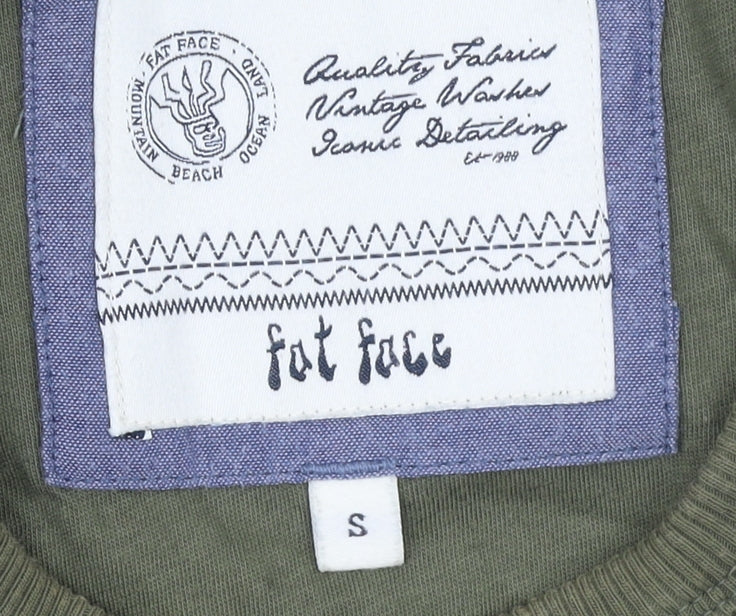 FAT FACE · LAND OCEAN BEACH MOUNTAIN ·
Quality Fabrics
Vintage Washes
Iconic Detailing
Est 1988
fat face
S